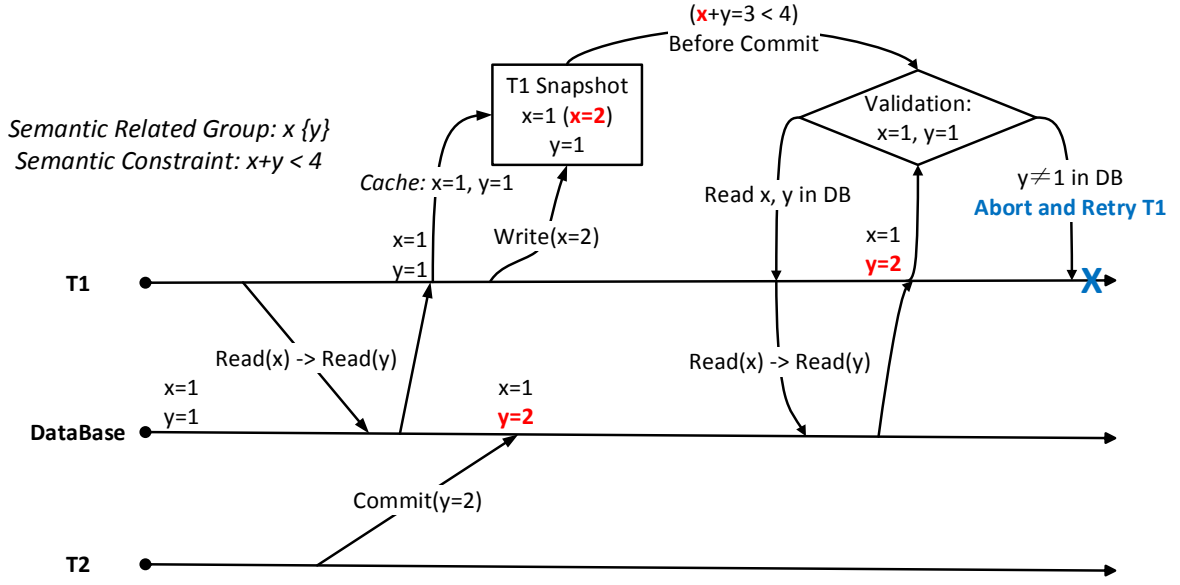 (x+y=3 < 4)
Before Commit
T1 Snapshot
x=1 (x=2)
y=1
Validation:
x=1, y=1
Semantic Related Group: x {y}
Semantic Constraint: x+y < 4
Cache: x=1, y=1
Read x, y in DB
y≠1 in DB
Abort and Retry T1
Write(x=2)
x=1
y=1
x=1
y=2
T1
X
Read(x) -> Read(y)
Read(x) -> Read(y)
x=1
y=1
x=1
y=2
DataBase
Commit(y=2)
T2